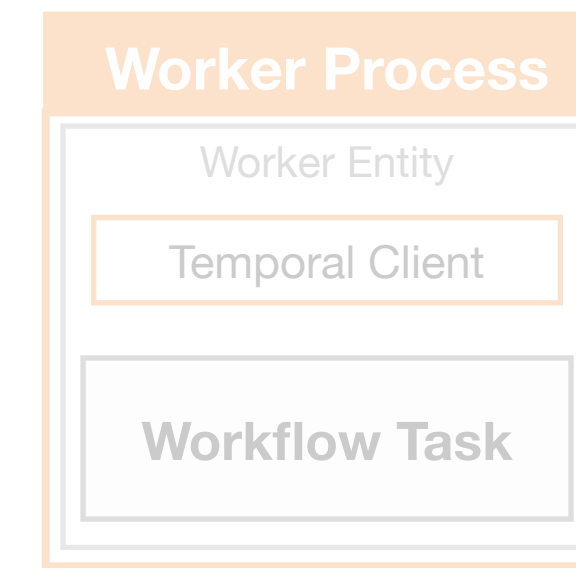 Worker Process
Worker Entity
Temporal Client
Workflow Task